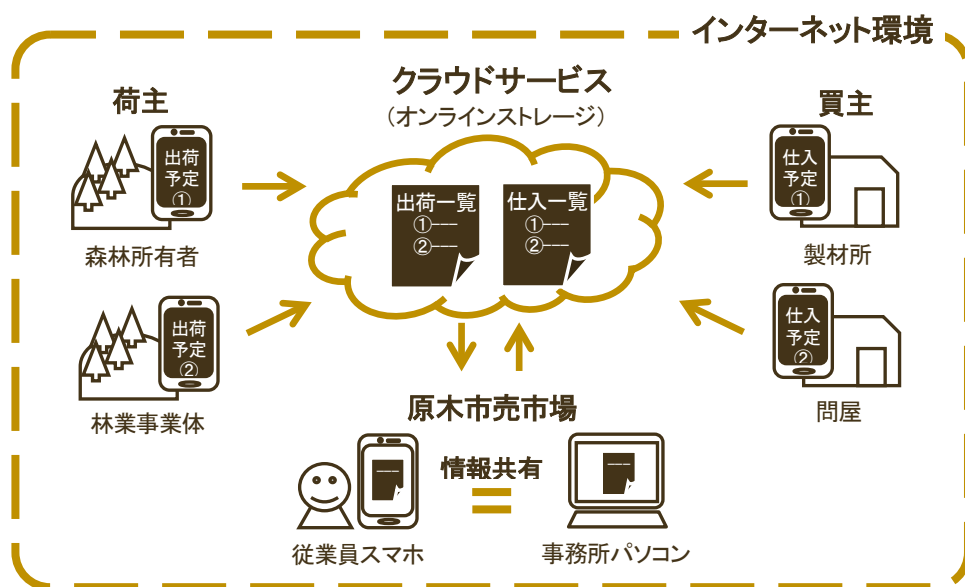 インターネット環境
クラウドサービス
（オンラインストレージ）
荷主
出荷
予定
①
森林所有者
出荷
予定
②
林業事業体
出荷一覧
①---
②---
仕入一覧
①---
②---
買主
仕入
予定
①
製材所
仕入
予定
②
問屋
原木市売市場
情報共有
従業員スマホ
事務所パソコン